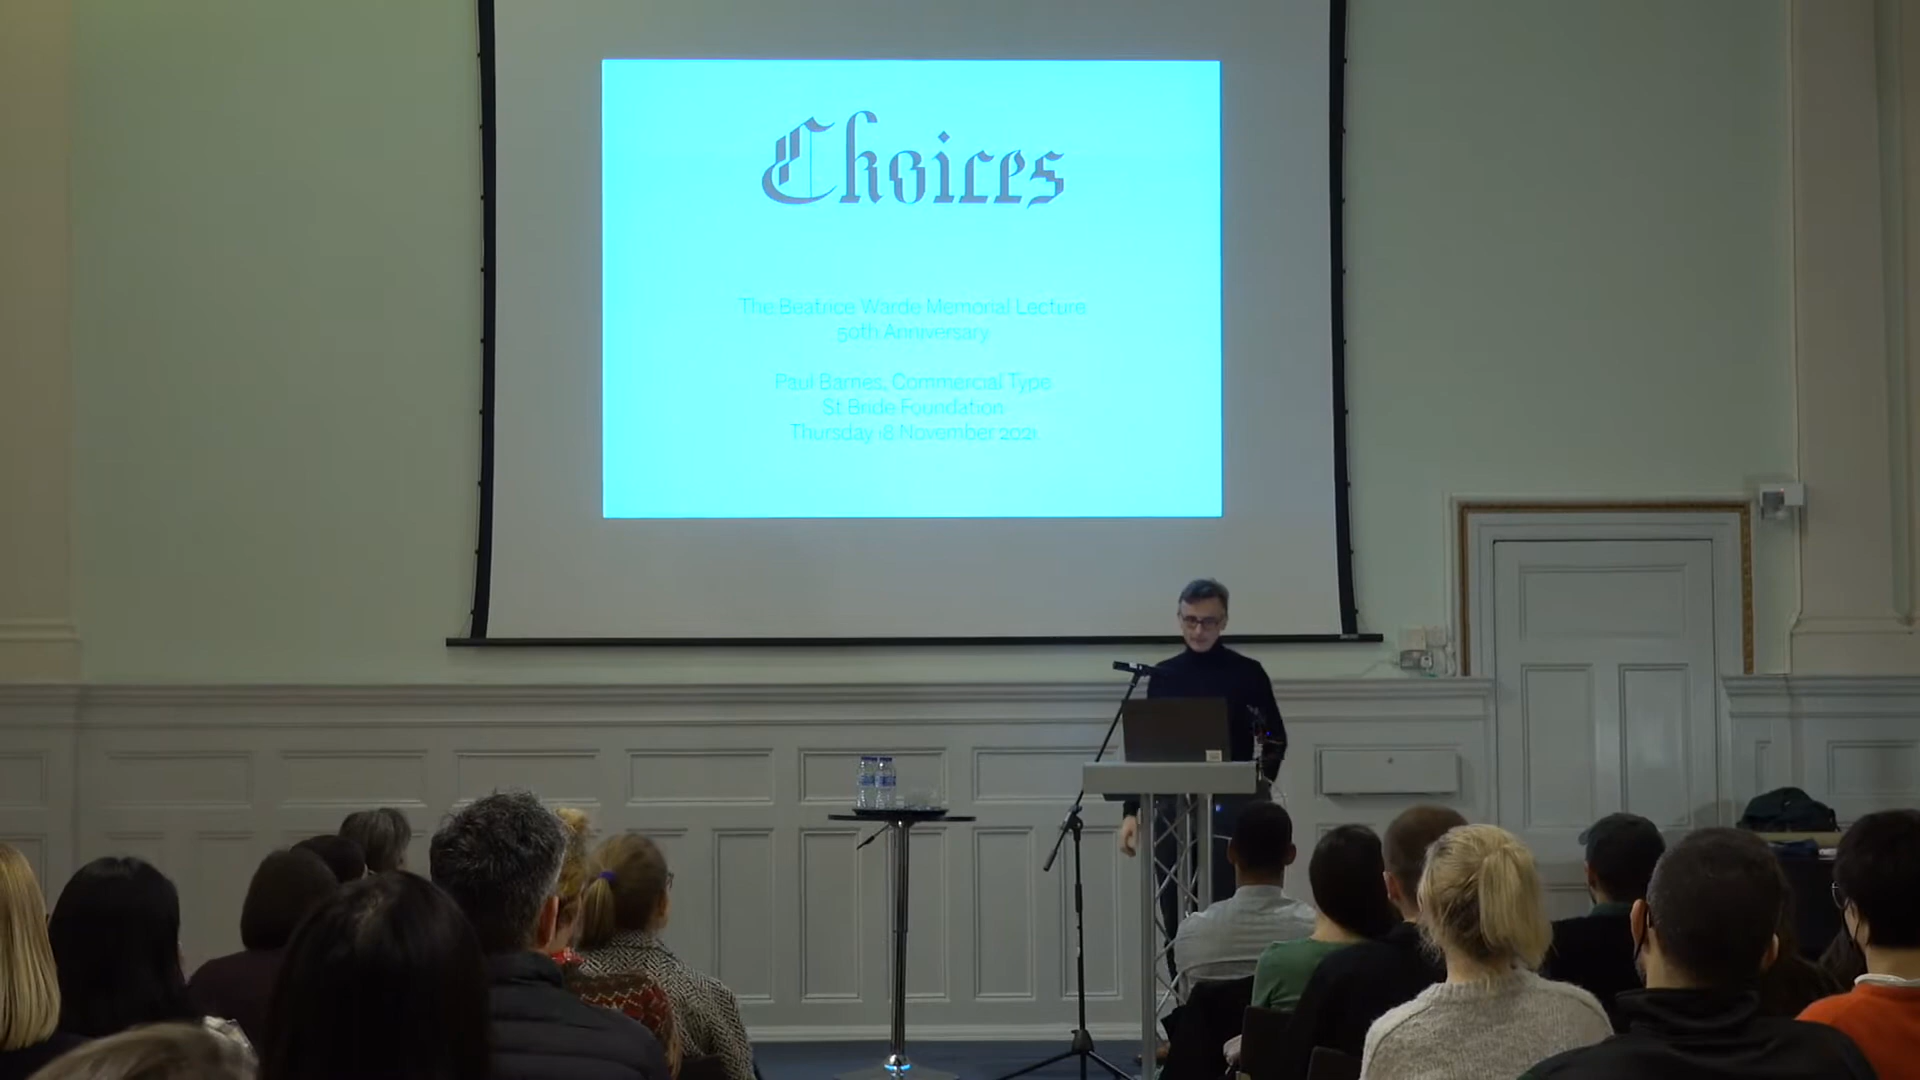 Choices
The Beatrice Warde Memorial Lecture
50th Anniversary
Paul Barnes, Commercial Type
St Bride Foundation
Thursday 18 November 2021